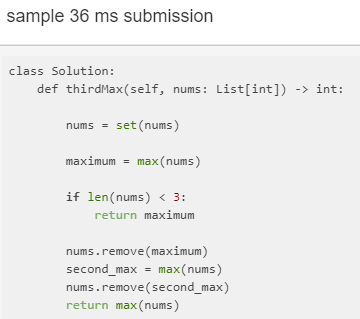 sample 36 ms submission
class Solution:
    def thirdMax(self, nums: List[int]) -> int:
        nums = set(nums)
        maximum = max(nums)
        if len(nums) < 3:
            return maximum
        nums.remove(maximum)
        second_max = max(nums)
        nums.remove(second_max)
        return max(nums)